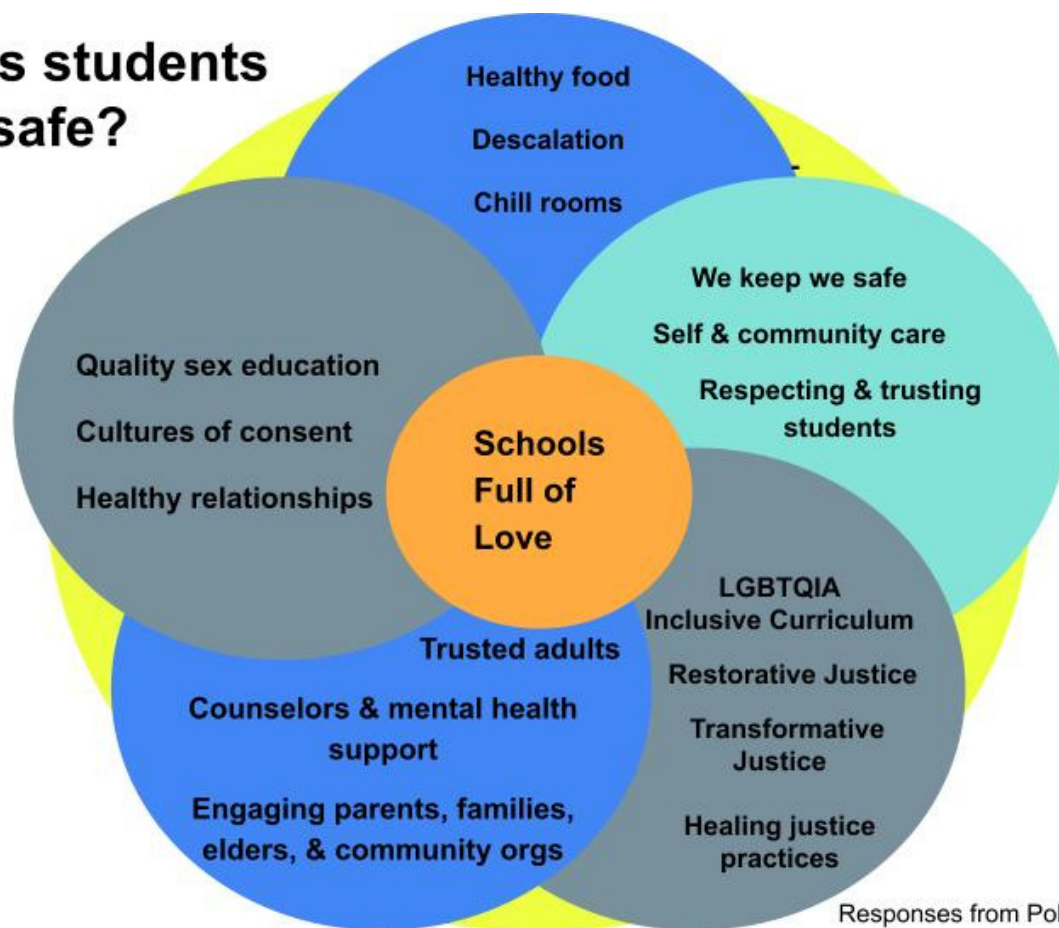 s students
safe?
Healthy food
Descalation
Chill rooms
We keep we safe
Self & community care
Respecting & trusting
students
Quality sex education
Cultures of consent
Healthy relationships
Schools
Full of
Love
LGBTQIA
Inclusive Curriculum
Restorative Justice
Transformative
Justice
Healing justice
practices
Trusted adults
Counselors & mental health
support
Engaging parents, families,
elders, & community orgs
Responses from Pol